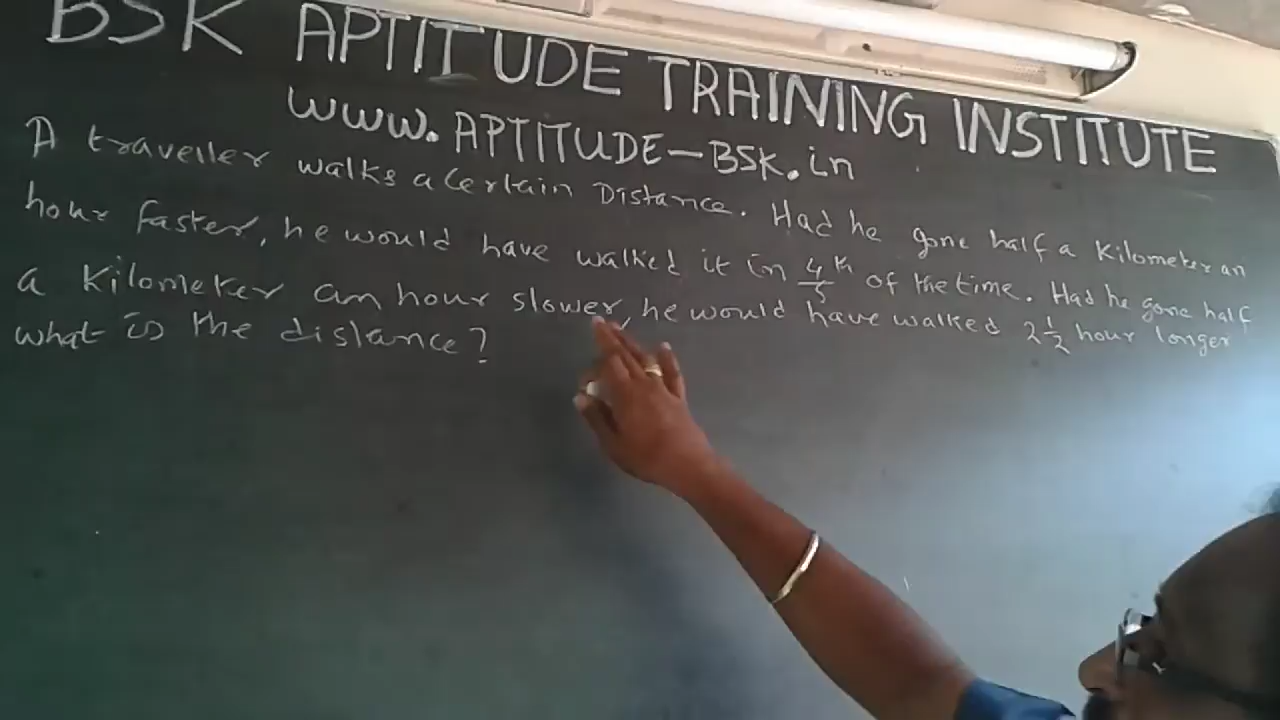 BSK APTITUDE TRAINING INSTITUTE
WWW.APTITUDE-BSK.in
A traveller walks a Certain Distance. Had he gone half a Kilometer an
hour faster, he would have walked it in 4/5 th of the time. Had he gone half
a Kilometer an hour slower, he would have walked 2 1/2 hour longer
what is the distance?